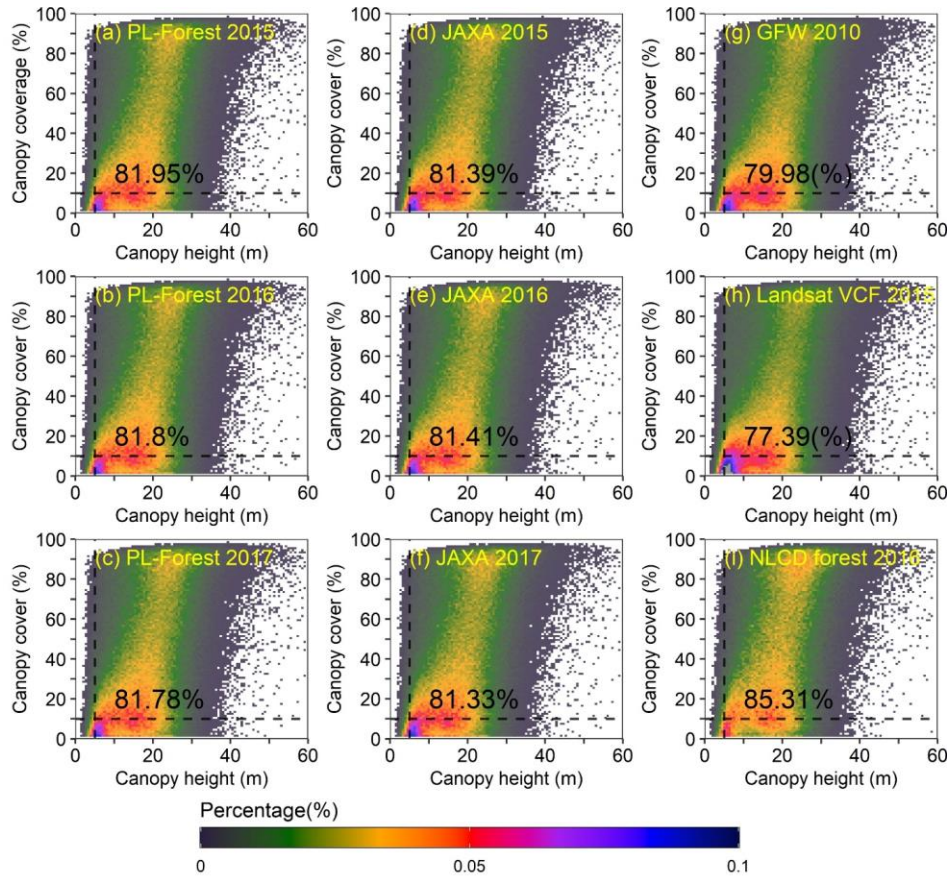 100
80
60
40
20
0
Canopy coverage (%)
(a) PL-Forest 2015
81.95%
0 20 40 60
Canopy height (m)
100
80
60
40
20
0
Canopy cover (%)
(d) JAXA 2015
81.39%
0 20 40 60
Canopy height (m)
100
80
60
40
20
0
Canopy cover (%)
(g) GFW 2010
79.98(%)
0 20 40 60
Canopy height (m)
100
80
60
40
20
0
Canopy cover (%)
(b) PL-Forest 2016
81.8%
0 20 40 60
Canopy height (m)
100
80
60
40
20
0
Canopy cover (%)
(e) JAXA 2016
81.41%
0 20 40 60
Canopy height (m)
100
80
60
40
20
0
Canopy cover (%)
(h) Landsat VCF 2015
77.39(%)
0 20 40 60
Canopy height (m)
100
80
60
40
20
0
Canopy cover (%)
(c) PL-Forest 2017
81.78%
0 20 40 60
Canopy height (m)
100
80
60
40
20
0
Canopy cover (%)
(f) JAXA 2017
81.33%
0 20 40 60
Canopy height (m)
100
80
60
40
20
0
Canopy cover (%)
(i) NLCD forest 2016
85.31%
0 20 40 60
Canopy height (m)
Percentage(%)
0 0.05 0.1